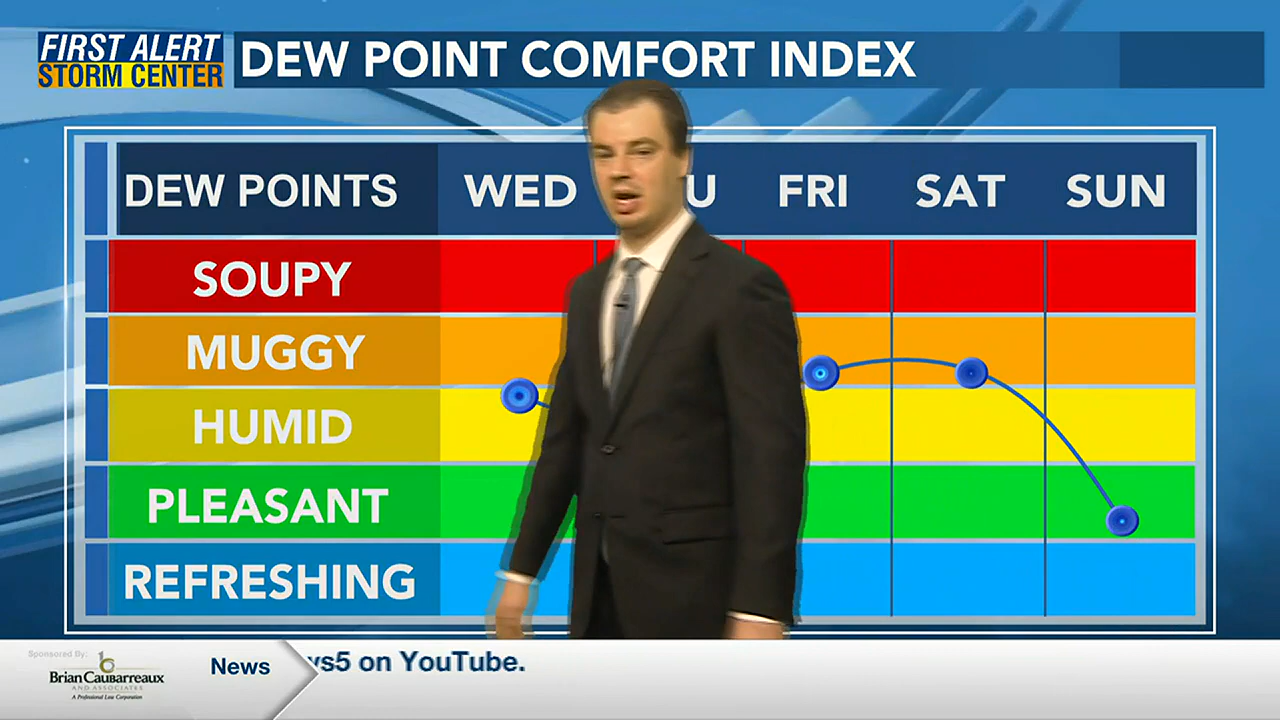 FIRST ALERT
STORM CENTER
DEW POINT COMFORT INDEX
DEW POINTS WED U FRI SAT SUN
SOUPY
MUGGY
HUMID
PLEASANT
REFRESHING
Sponsored By:
Brian Caubarreaux
AND ASSOCIATES
A Professional Law Corporation
News
ws5 on YouTube.